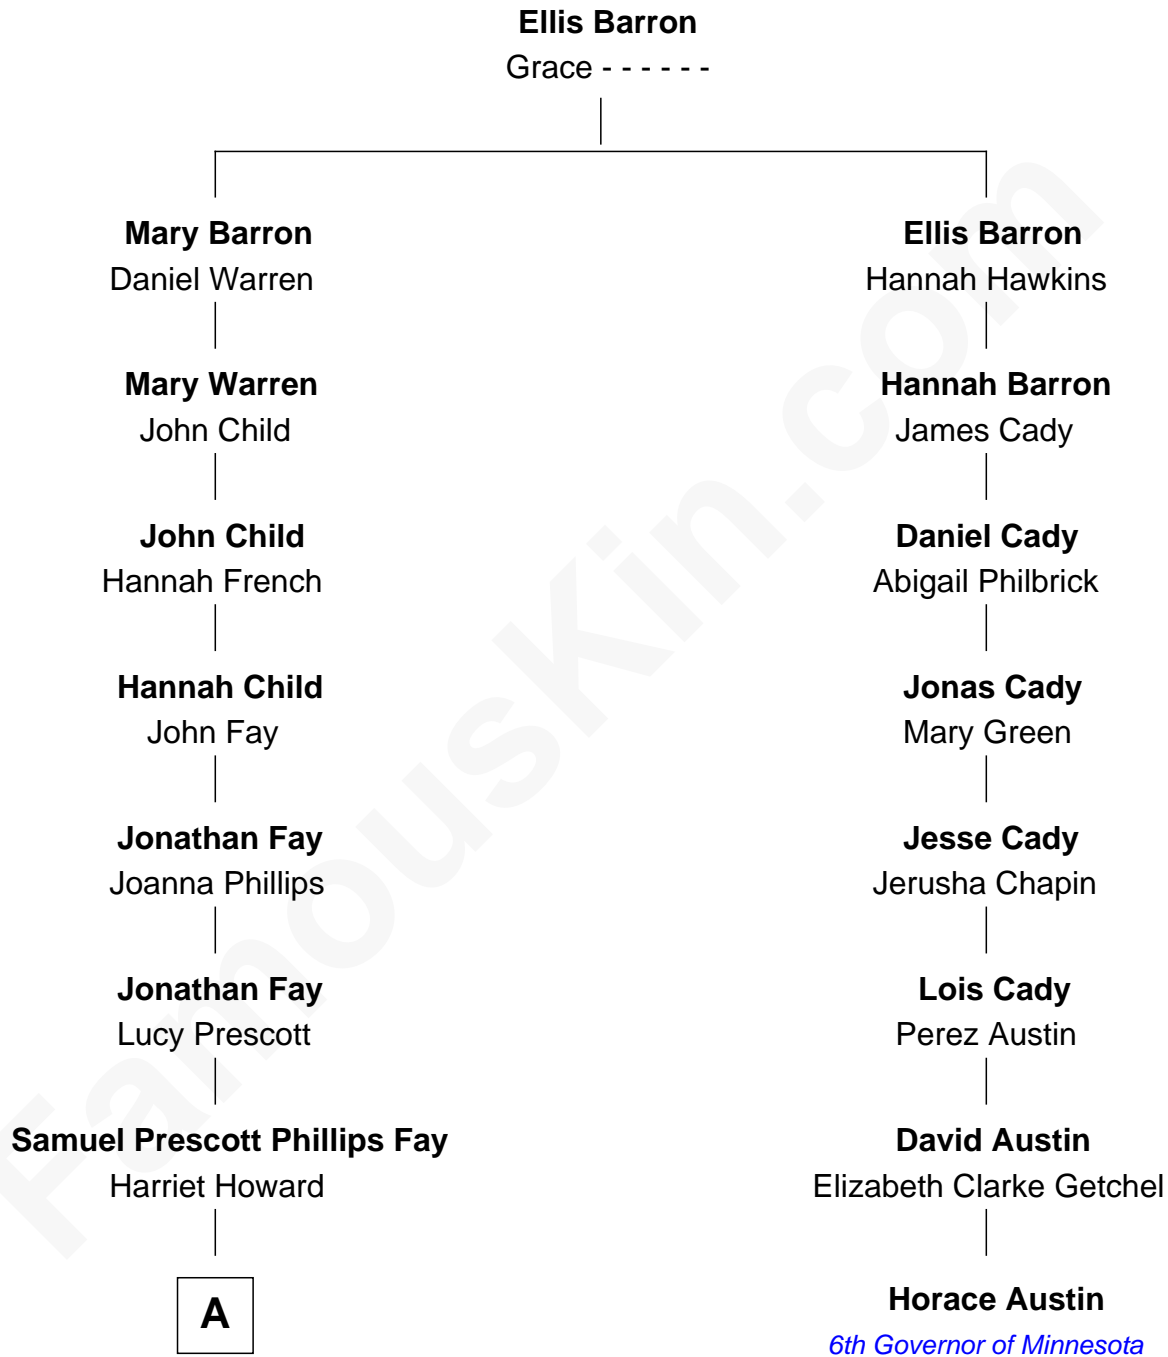 Ellis Barron
Grace - - - - - -
Mary Barron
Daniel Warren
Ellis Barron
Hannah Hawkins
Mary Warren
John Child
Hannah Barron
James Cady
John Child
Hannah French
Daniel Cady
Abigail Philbrick
Hannah Child
John Fay
Jonas Cady
Mary Green
Jonathan Fay
Joanna Phillips
Jesse Cady
Jerusha Chapin
Jonathan Fay
Lucy Prescott
Lois Cady
Perez Austin
Samuel Prescott Phillips Fay
Harriet Howard
David Austin
Elizabeth Clarke Getchel
A
Horace Austin
6th Governor of Minnesota
FamousKin.com